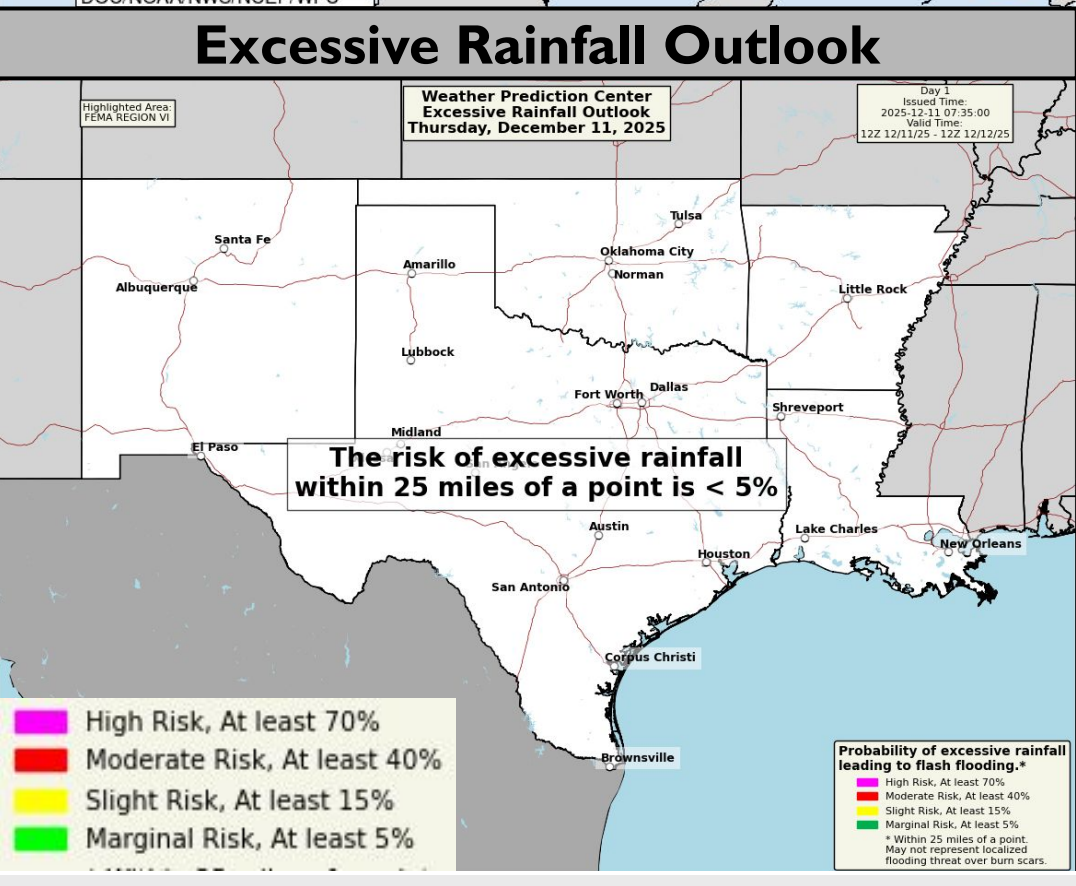 DOC/NOAA/NWS/NCEP/WPC
Excessive Rainfall Outlook
Highlighted Area:
FEMA REGION VI
Weather Prediction Center
Excessive Rainfall Outlook
Thursday, December 11, 2025
Day 1
Issued Time:
2025-12-11 07:35:00
Valid Time:
12Z 12/11/25 - 12Z 12/12/25
Tulsa
Santa Fe
Oklahoma City
Amarillo
Norman
Albuquerque
Little Rock
Lubbock
Dallas
Fort Worth
Shreveport
Midland
El Paso
The risk of excessive rainfall
within 25 miles of a point is < 5%
Austin
Lake Charles
New Orleans
Houston
San Antonio
Corpus Christi
Brownsville
High Risk, At least 70%
Moderate Risk, At least 40%
Slight Risk, At least 15%
Marginal Risk, At least 5%
Probability of excessive rainfall
leading to flash flooding.*
High Risk, At least 70%
Moderate Risk, At least 40%
Slight Risk, At least 15%
Marginal Risk, At least 5%
* Within 25 miles of a point.
May not represent localized
flooding threat over burn scars.